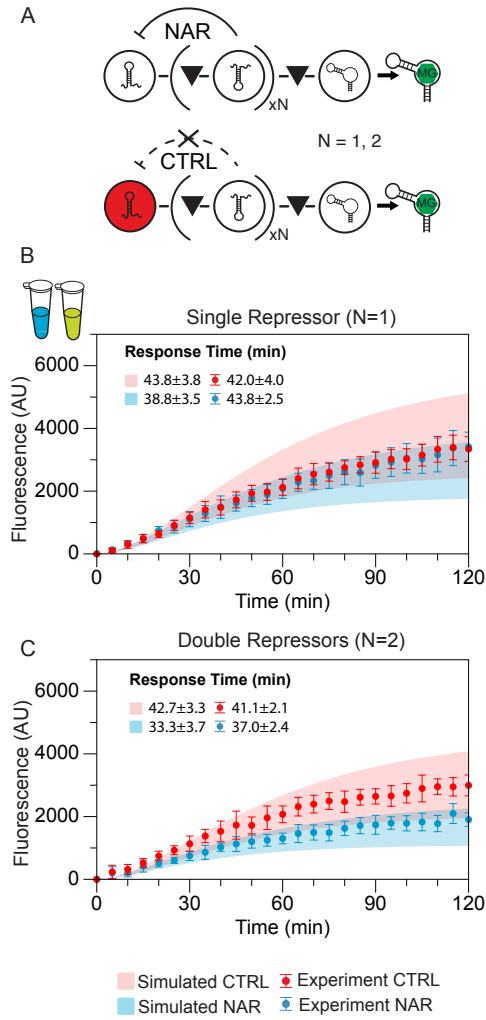 A
NAR
xN
MG
N = 1, 2
CTRL
xN
MG
B
Single Repressor (N=1)
Response Time (min)
43.8±3.8 42.0±4.0
38.8±3.5 43.8±2.5
Fluorescence (AU)
6000
4000
2000
0
0 30 60 90 120
Time (min)
C
Double Repressors (N=2)
Response Time (min)
42.7±3.3 41.1±2.1
33.3±3.7 37.0±2.4
Fluorescence (AU)
6000
4000
2000
0
0 30 60 90 120
Time (min)
Simulated CTRL Experiment CTRL
Simulated NAR Experiment NAR